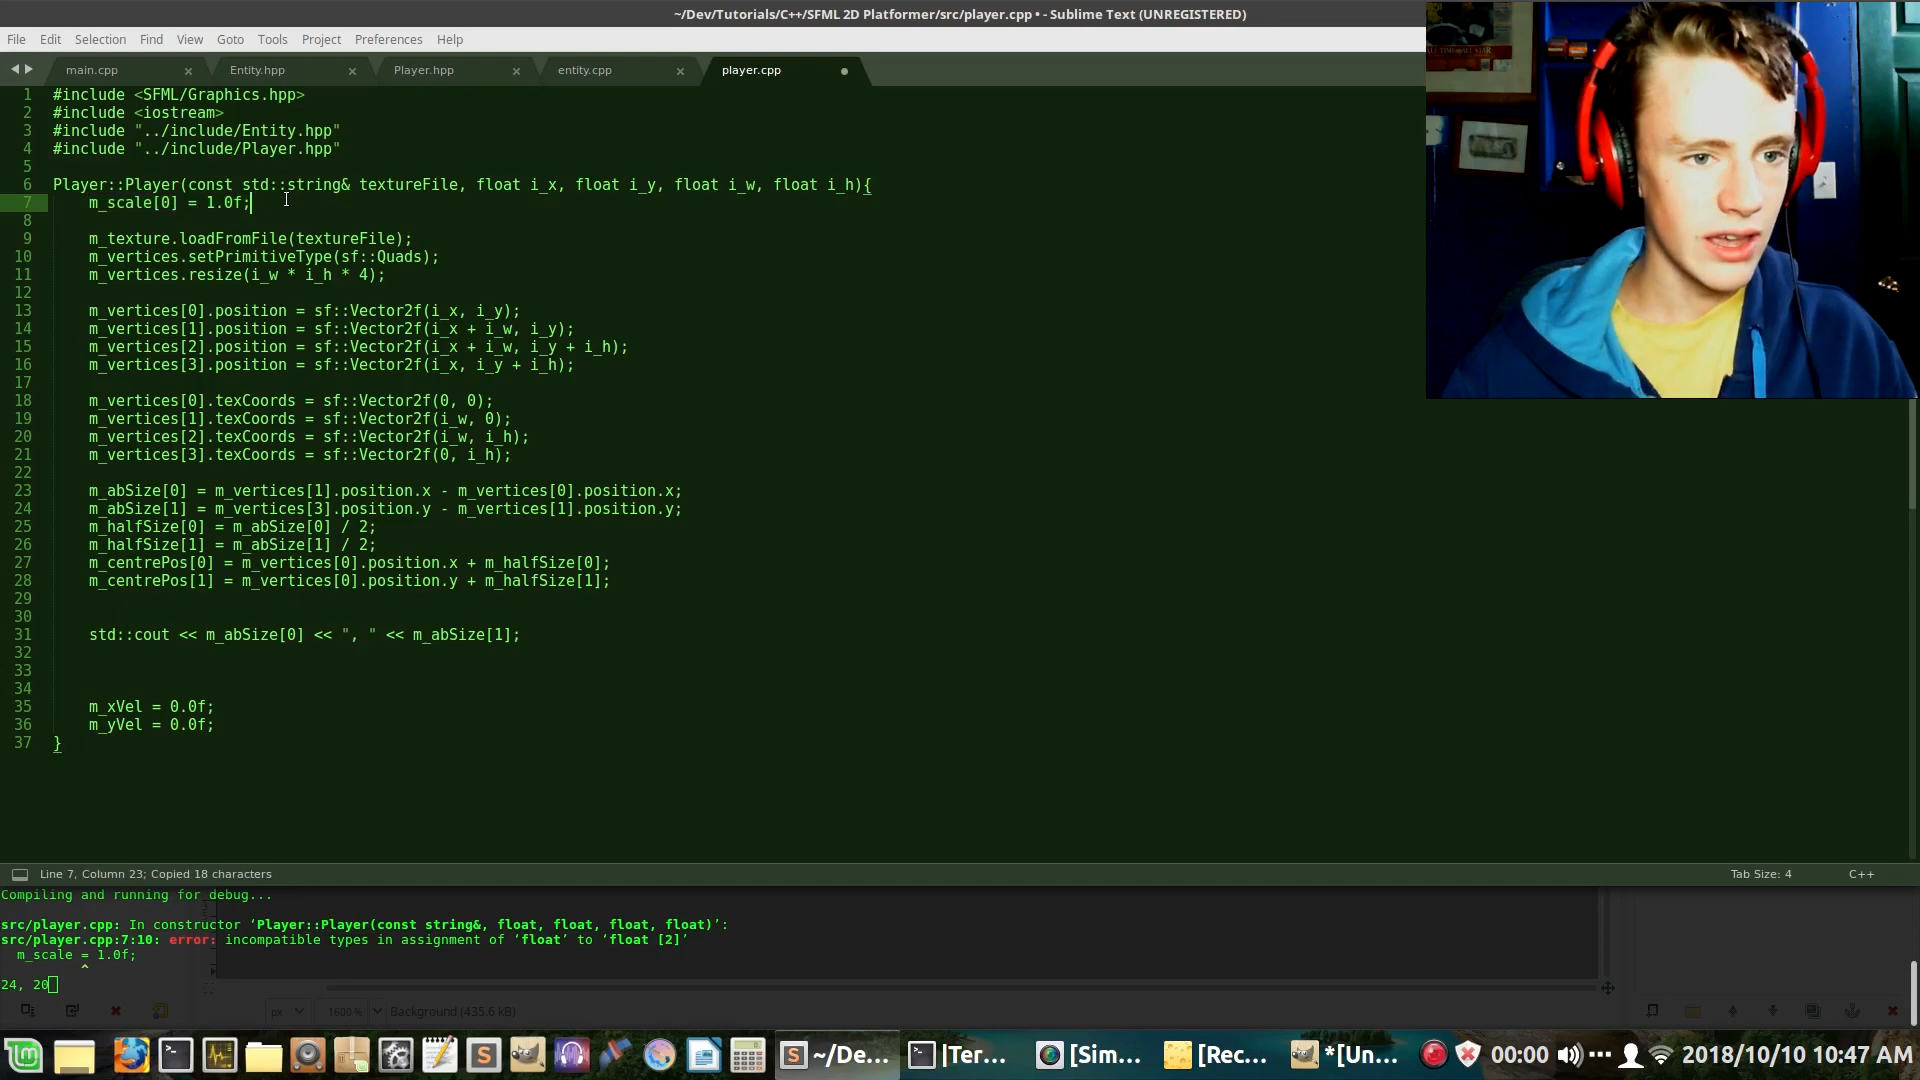 ~/Dev/Tutorials/C++/SFML 2D Platformer/src/player.cpp • - Sublime Text (UNREGISTERED)
File Edit Selection Find View Goto Tools Project Preferences Help
main.cpp Entity.hpp Player.hpp entity.cpp player.cpp
1 #include <SFML/Graphics.hpp>
2 #include <iostream>
3 #include "../include/Entity.hpp"
4 #include "../include/Player.hpp"
5
6 Player::Player(const std::string& textureFile, float i_x, float i_y, float i_w, float i_h){
7 m_scale[0] = 1.0f;
8
9 m_texture.loadFromFile(textureFile);
10 m_vertices.setPrimitiveType(sf::Quads);
11 m_vertices.resize(i_w * i_h * 4);
12
13 m_vertices[0].position = sf::Vector2f(i_x, i_y);
14 m_vertices[1].position = sf::Vector2f(i_x + i_w, i_y);
15 m_vertices[2].position = sf::Vector2f(i_x + i_w, i_y + i_h);
16 m_vertices[3].position = sf::Vector2f(i_x, i_y + i_h);
17
18 m_vertices[0].texCoords = sf::Vector2f(0, 0);
19 m_vertices[1].texCoords = sf::Vector2f(i_w, 0);
20 m_vertices[2].texCoords = sf::Vector2f(i_w, i_h);
21 m_vertices[3].texCoords = sf::Vector2f(0, i_h);
22
23 m_abSize[0] = m_vertices[1].position.x - m_vertices[0].position.x;
24 m_abSize[1] = m_vertices[3].position.y - m_vertices[1].position.y;
25 m_halfSize[0] = m_abSize[0] / 2;
26 m_halfSize[1] = m_abSize[1] / 2;
27 m_centrePos[0] = m_vertices[0].position.x + m_halfSize[0];
28 m_centrePos[1] = m_vertices[0].position.y + m_halfSize[1];
29
30
31 std::cout << m_abSize[0] << ", " << m_abSize[1];
32
33
34
35 m_xVel = 0.0f;
36 m_yVel = 0.0f;
37 }
Line 7, Column 23; Copied 18 characters Tab Size: 4 C++
Compiling and running for debug...
src/player.cpp: In constructor ‘Player::Player(const string&, float, float, float, float)’:
src/player.cpp:7:10: error: incompatible types in assignment of ‘float’ to ‘float [2]’
m_scale = 1.0f;
^
24, 20
px 1600 % Background (435.6 kB)
~/De... |Ter... [Sim... [Rec... *[Un... 00:00 2018/10/10 10:47 AM